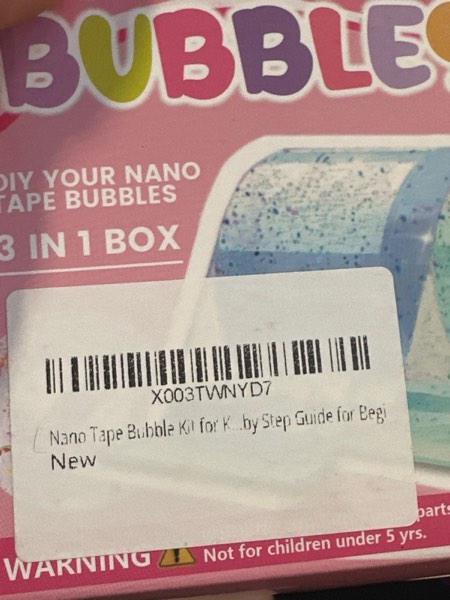 BUBBLES
DIY YOUR NANO
TAPE BUBBLES
3 IN 1 BOX
X003TWNYD7
Nano Tape Bubble Kit for K...by Step Guide for Begi
New
parts
WARNING Not for children under 5 yrs.